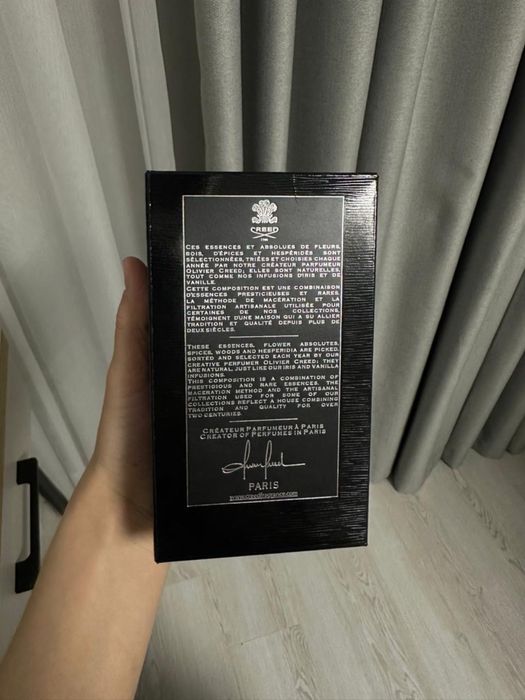 CREED
CES ESSENCES ET ABSOLUES DE FLEURS,
BOIS, D'ÉPICES ET HESPÉRIDÉS SONT
SÉLECTIONNÉES, TRIÉES ET CHOISIES CHAQUE
ANNÉE PAR NOTRE CRÉATEUR PARFUMEUR
OLIVIER CREED; ELLES SONT NATURELLES,
TOUT COMME NOS INFUSIONS D'IRIS ET DE
VANILLE.
CETTE COMPOSITION EST UNE COMBINAISON
D'ESSENCES PRESTIGIEUSES ET RARES.
LA MÉTHODE DE MACÉRATION ET LA
FILTRATION ARTISANALE UTILISÉE POUR
CERTAINES DE NOS COLLECTIONS,
TÉMOIGNENT D'UNE MAISON QUI A SU ALLIER
TRADITION ET QUALITÉ DEPUIS PLUS DE
DEUX SIÈCLES.
THESE ESSENCES, FLOWER ABSOLUTES,
SPICES, WOODS AND HESPERIDIA ARE PICKED,
SORTED AND SELECTED EACH YEAR BY OUR
CREATIVE PERFUMER OLIVIER CREED; THEY
ARE NATURAL, JUST LIKE OUR IRIS AND VANILLA
INFUSIONS.
THIS COMPOSITION IS A COMBINATION OF
PRESTIGIOUS AND RARE ESSENCES. THE
MACERATION METHOD AND THE ARTISANAL
FILTRATION USED FOR SOME OF OUR
COLLECTIONS REFLECT A HOUSE COMBINING
TRADITION AND QUALITY FOR OVER
TWO CENTURIES.
CRÉATEUR PARFUMEUR À PARIS
CREATOR OF PERFUMES IN PARIS
PARIS
www.creedfragrance.com